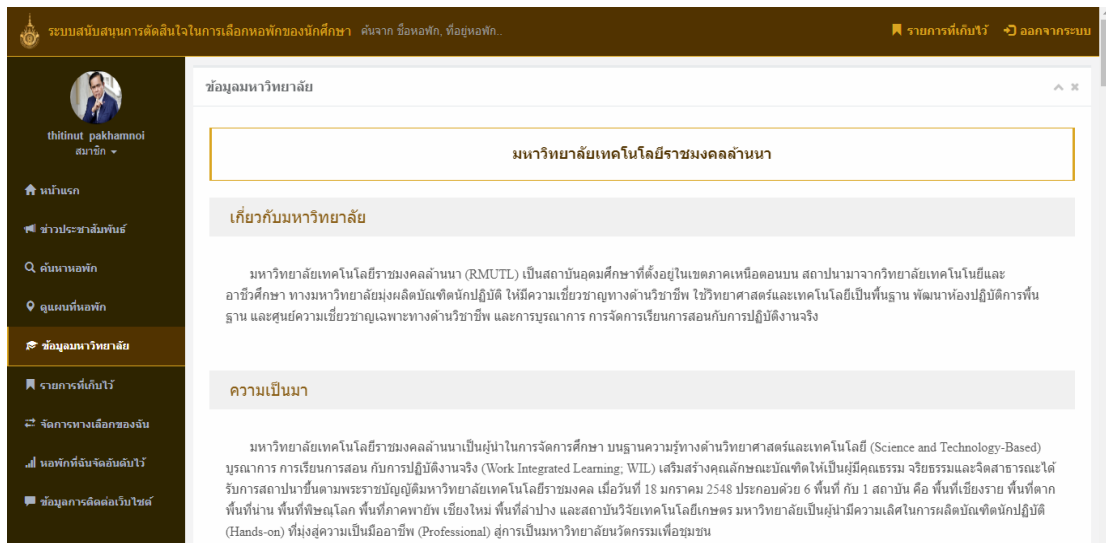 ระบบสนับสนุนการตัดสินใจในการเลือกหอพักของนักศึกษา ค้นจาก ชื่อหอพัก, ที่อยู่หอพัก.. รายการที่เก็บไว้ ออกจากระบบ
thitinut pakhamnoi
สมาชิก
หน้าแรก
ข่าวประชาสัมพันธ์
ค้นหาหอพัก
ดูแผนที่หอพัก
ข้อมูลมหาวิทยาลัย
รายการที่เก็บไว้
จัดการทางเลือกของฉัน
หอพักที่ฉันจัดอันดับไว้
ข้อมูลการติดต่อเว็บไซต์
ข้อมูลมหาวิทยาลัย
มหาวิทยาลัยเทคโนโลยีราชมงคลล้านนา
เกี่ยวกับมหาวิทยาลัย
มหาวิทยาลัยเทคโนโลยีราชมงคลล้านนา (RMUTL) เป็นสถาบันอุดมศึกษาที่ตั้งอยู่ในเขตภาคเหนือตอนบน สถาปนามาจากวิทยาลัยเทคโนโนยีและ
อาชีวศึกษา ทางมหาวิทยาลัยมุ่งผลิตบัณฑิตนักปฏิบัติ ให้มีความเชี่ยวชาญทางด้านวิชาชีพ ใช้วิทยาศาสตร์และเทคโนโลยีเป็นพื้นฐาน พัฒนาห้องปฏิบัติการพื้น
ฐาน และศูนย์ความเชี่ยวชาญเฉพาะทางด้านวิชาชีพ และการบูรณาการ การจัดการเรียนการสอนกับการปฏิบัติงานจริง
ความเป็นมา
มหาวิทยาลัยเทคโนโลยีราชมงคลล้านนาเป็นผู้นำในการจัดการศึกษา บนฐานความรู้ทางด้านวิทยาศาสตร์และเทคโนโลยี (Science and Technology-Based)
บูรณาการ การเรียนการสอน กับการปฏิบัติงานจริง (Work Integrated Learning; WIL) เสริมสร้างคุณลักษณะบัณฑิตให้เป็นผู้มีคุณธรรม จริยธรรมและจิตสาธารณะได้
รับการสถาปนาขึ้นตามพระราชบัญญัติมหาวิทยาลัยเทคโนโลยีราชมงคล เมื่อวันที่ 18 มกราคม 2548 ประกอบด้วย 6 พื้นที่ กับ 1 สถาบัน คือ พื้นที่เชียงราย พื้นที่ตาก
พื้นที่น่าน พื้นที่พิษณุโลก พื้นที่ภาคพายัพ เชียงใหม่ พื้นที่ลำปาง และสถาบันวิจัยเทคโนโลยีเกษตร มหาวิทยาลัยเป็นผู้นำมีความเลิศในการผลิตบัณฑิตนักปฏิบัติ
(Hands-on) ที่มุ่งสู่ความเป็นมืออาชีพ (Professional) สู่การเป็นมหาวิทยาลัยนวัตกรรมเพื่อชุมชน